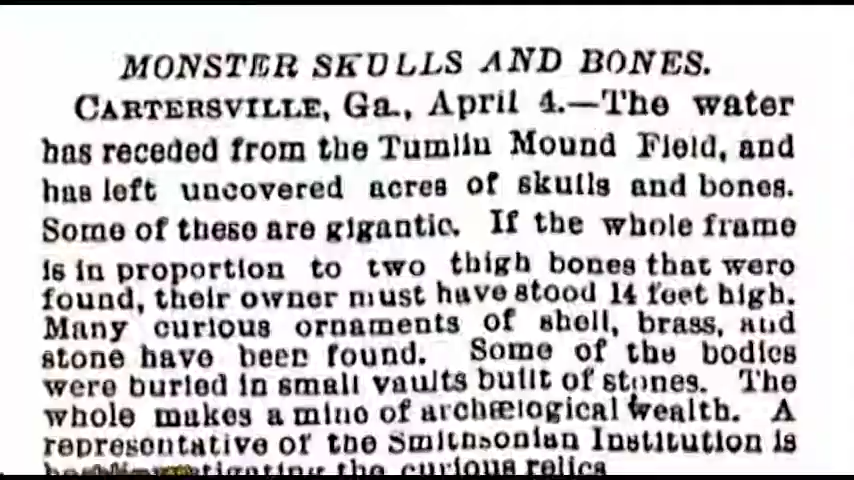 MONSTER SKULLS AND BONES.
CARTERSVILLE, Ga., April 4.—The water
has receded from the Tumlin Mound Field, and
has left uncovered acres of skulls and bones.
Some of these are gigantic. If the whole frame
is in proportion to two thigh bones that were
found, their owner must have stood 14 feet high.
Many curious ornaments of shell, brass, and
stone have been found. Some of the bodies
were buried in small vaults built of stones. The
whole makes a mine of archælogical wealth. A
representative of the Smithsonian Institution is
the curious relics